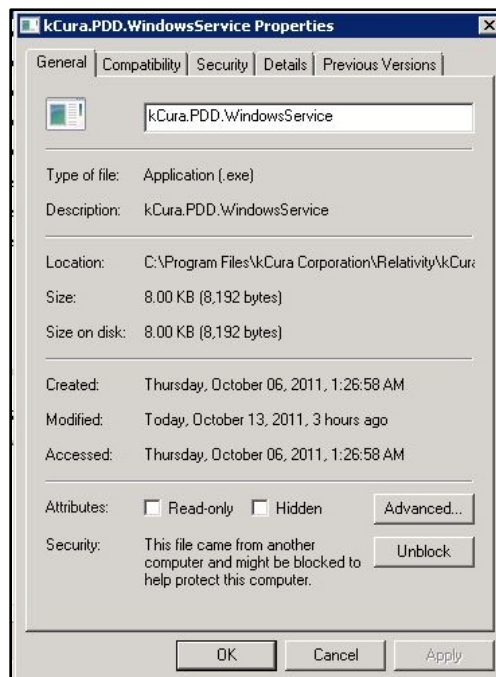 kCura.PDD.WindowsService Properties
General Compatibility Security Details Previous Versions
kCura.PDD.WindowsService
Type of file: Application (.exe)
Description: kCura.PDD.WindowsService
Location: C:\Program Files\kCura Corporation\Relativity\kCura
Size: 8.00 KB (8,192 bytes)
Size on disk: 8.00 KB (8,192 bytes)
Created: Thursday, October 06, 2011, 1:26:58 AM
Modified: Today, October 13, 2011, 3 hours ago
Accessed: Thursday, October 06, 2011, 1:26:58 AM
Attributes: Read-only Hidden Advanced...
Security: This file came from another
computer and might be blocked to
help protect this computer.
Unblock
OK Cancel Apply